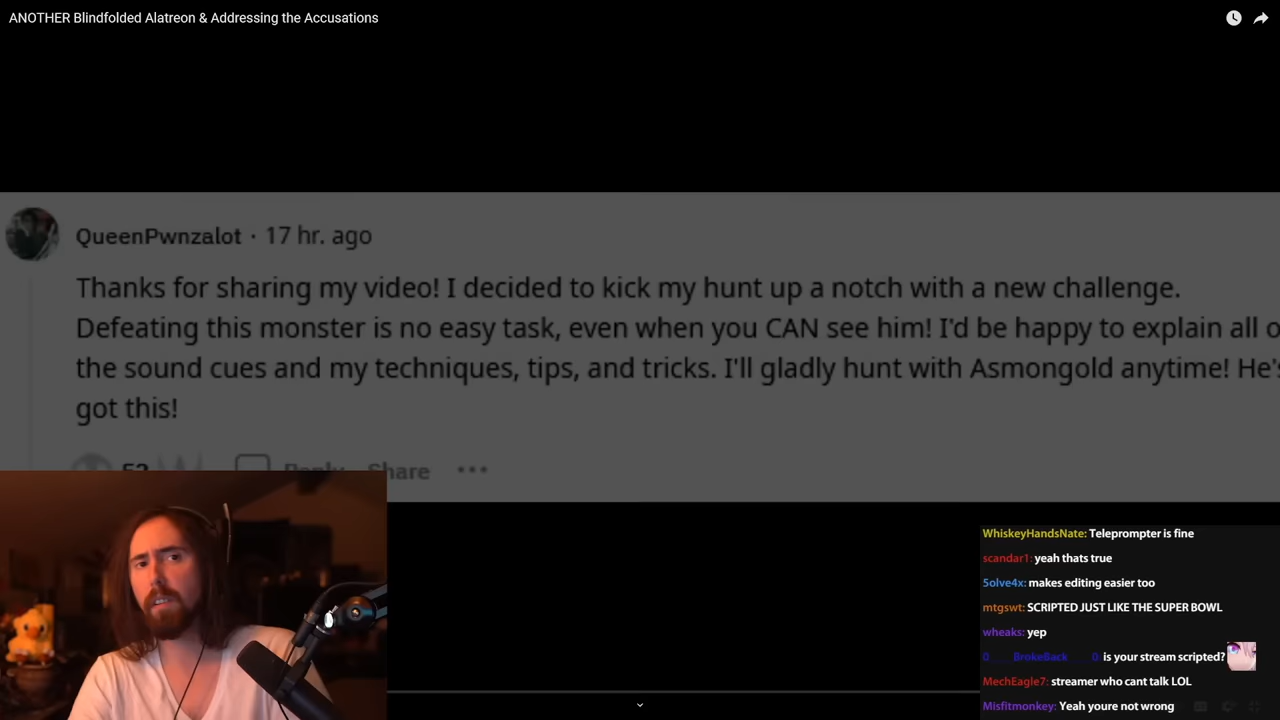 ANOTHER Blindfolded Alatreon & Addressing the Accusations
QueenPwnzalot · 17 hr. ago
Thanks for sharing my video! I decided to kick my hunt up a notch with a new challenge.
Defeating this monster is no easy task, even when you CAN see him! I'd be happy to explain all o
the sound cues and my techniques, tips, and tricks. I'll gladly hunt with Asmongold anytime! He's
got this!
52 Reply Share
WhiskeyHandsNate: Teleprompter is fine
scandar1: yeah thats true
5olve4x: makes editing easier too
mtgswt: SCRIPTED JUST LIKE THE SUPER BOWL
wheaks: yep
0___BrokeBack___0: is your stream scripted?
MechEagle7: streamer who cant talk LOL
Misfitmonkey: Yeah youre not wrong